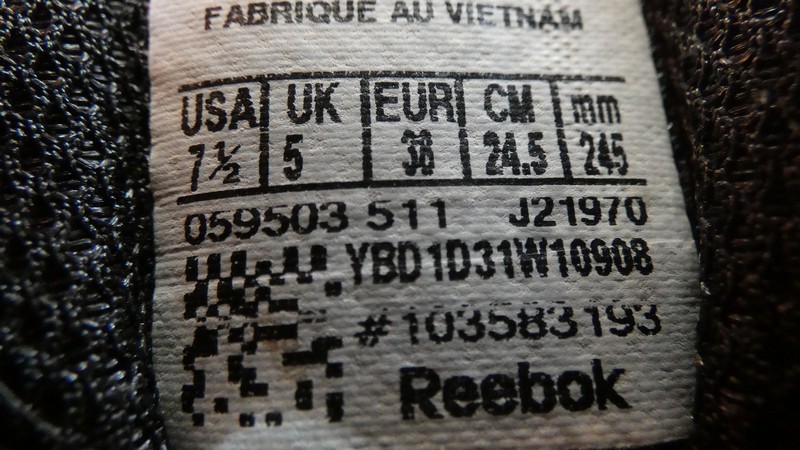 FABRIQUÉ AU VIETNAM
USA UK EUR CM mm
7½ 5 38 24.5 245
059503 511 J21970
YBD1D31W10908
#103583193
Reebok